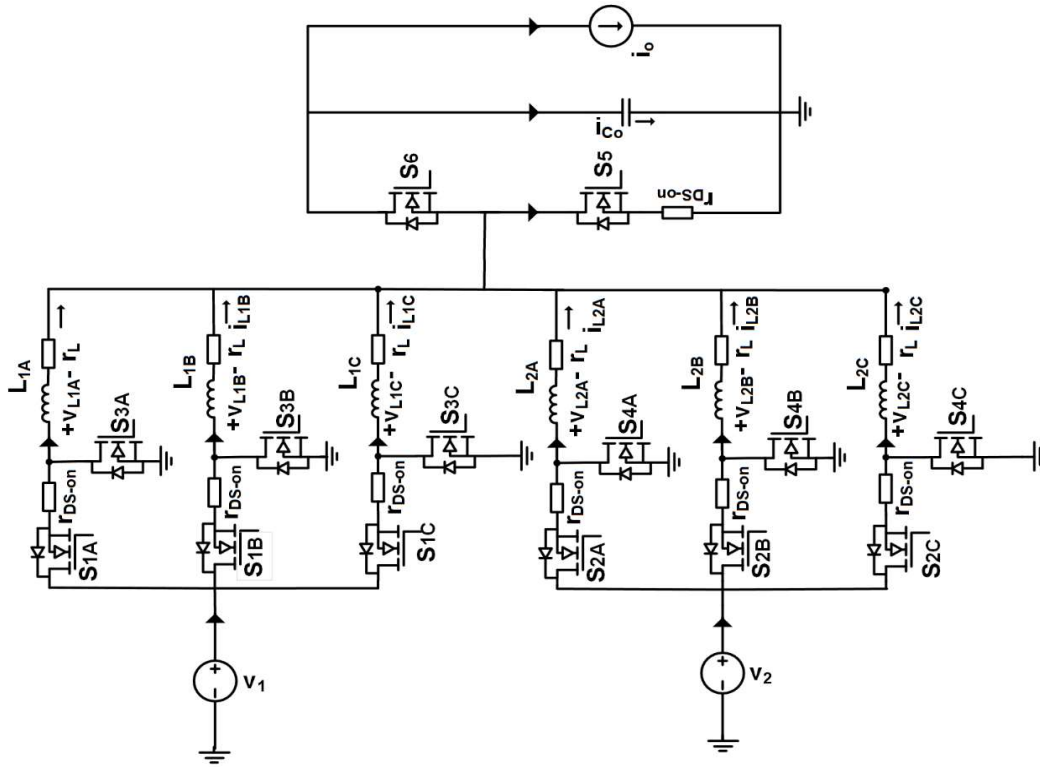 i_o
i_Co
S6
S5
r_DS-on
L_1A
r_L
+v_L1A-
S3A
r_DS-on
S1A
L_1B
r_L i_L1B
+v_L1B-
S3B
r_DS-on
S1B
L_1C
r_L i_L1C
+v_L1C-
S3C
r_DS-on
S1C
L_2A
r_L i_L2A
+v_L2A-
S4A
r_DS-on
S2A
L_2B
r_L i_L2B
+v_L2B-
S4B
r_DS-on
S2B
L_2C
r_L i_L2C
+v_L2C-
S4C
r_DS-on
S2C
+
-
v_1
+
-
v_2